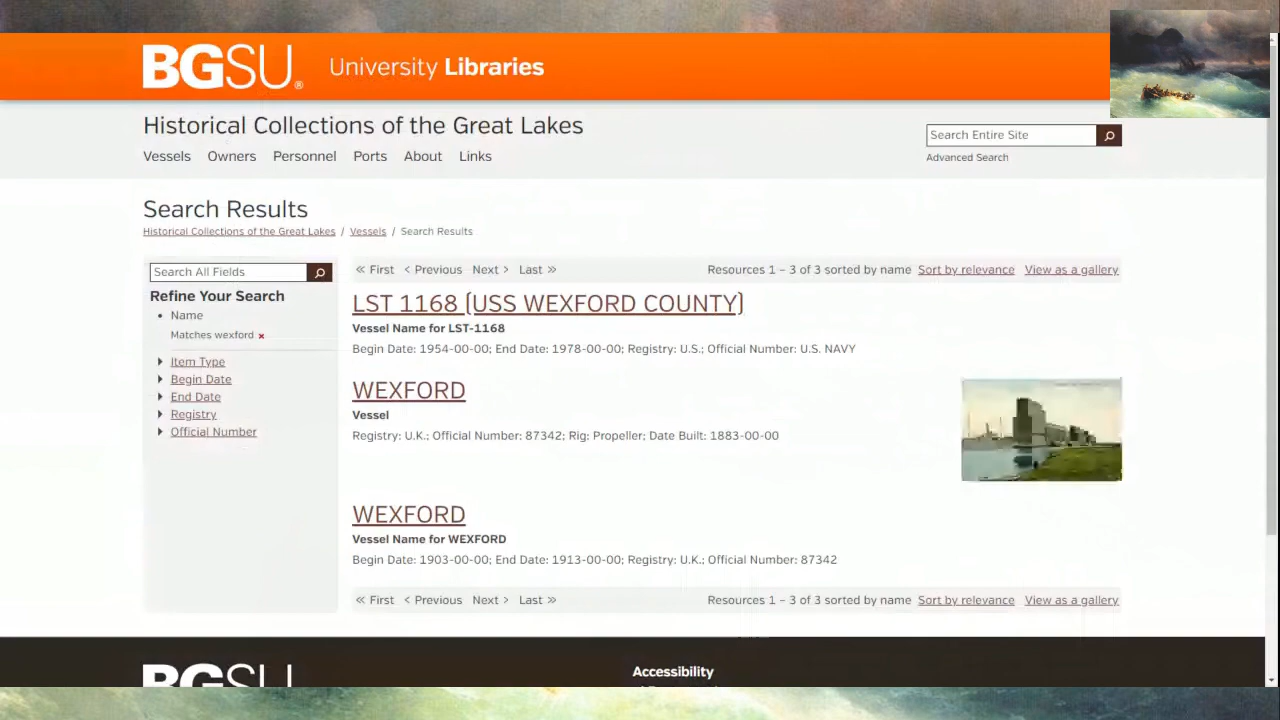 BGSU® University Libraries
Historical Collections of the Great Lakes
Search Entire Site
Vessels Owners Personnel Ports About Links
Advanced Search
Search Results
Historical Collections of the Great Lakes / Vessels / Search Results
Search All Fields
Refine Your Search
Name
Matches wexford ×
Item Type
Begin Date
End Date
Registry
Official Number
« First < Previous Next > Last » Resources 1 – 3 of 3 sorted by name Sort by relevance View as a gallery
LST 1168 (USS WEXFORD COUNTY)
Vessel Name for LST-1168
Begin Date: 1954-00-00; End Date: 1978-00-00; Registry: U.S.; Official Number: U.S. NAVY
WEXFORD
Vessel
Registry: U.K.; Official Number: 87342; Rig: Propeller; Date Built: 1883-00-00
WEXFORD
Vessel Name for WEXFORD
Begin Date: 1903-00-00; End Date: 1913-00-00; Registry: U.K.; Official Number: 87342
« First < Previous Next > Last » Resources 1 – 3 of 3 sorted by name Sort by relevance View as a gallery
BGSU
Accessibility